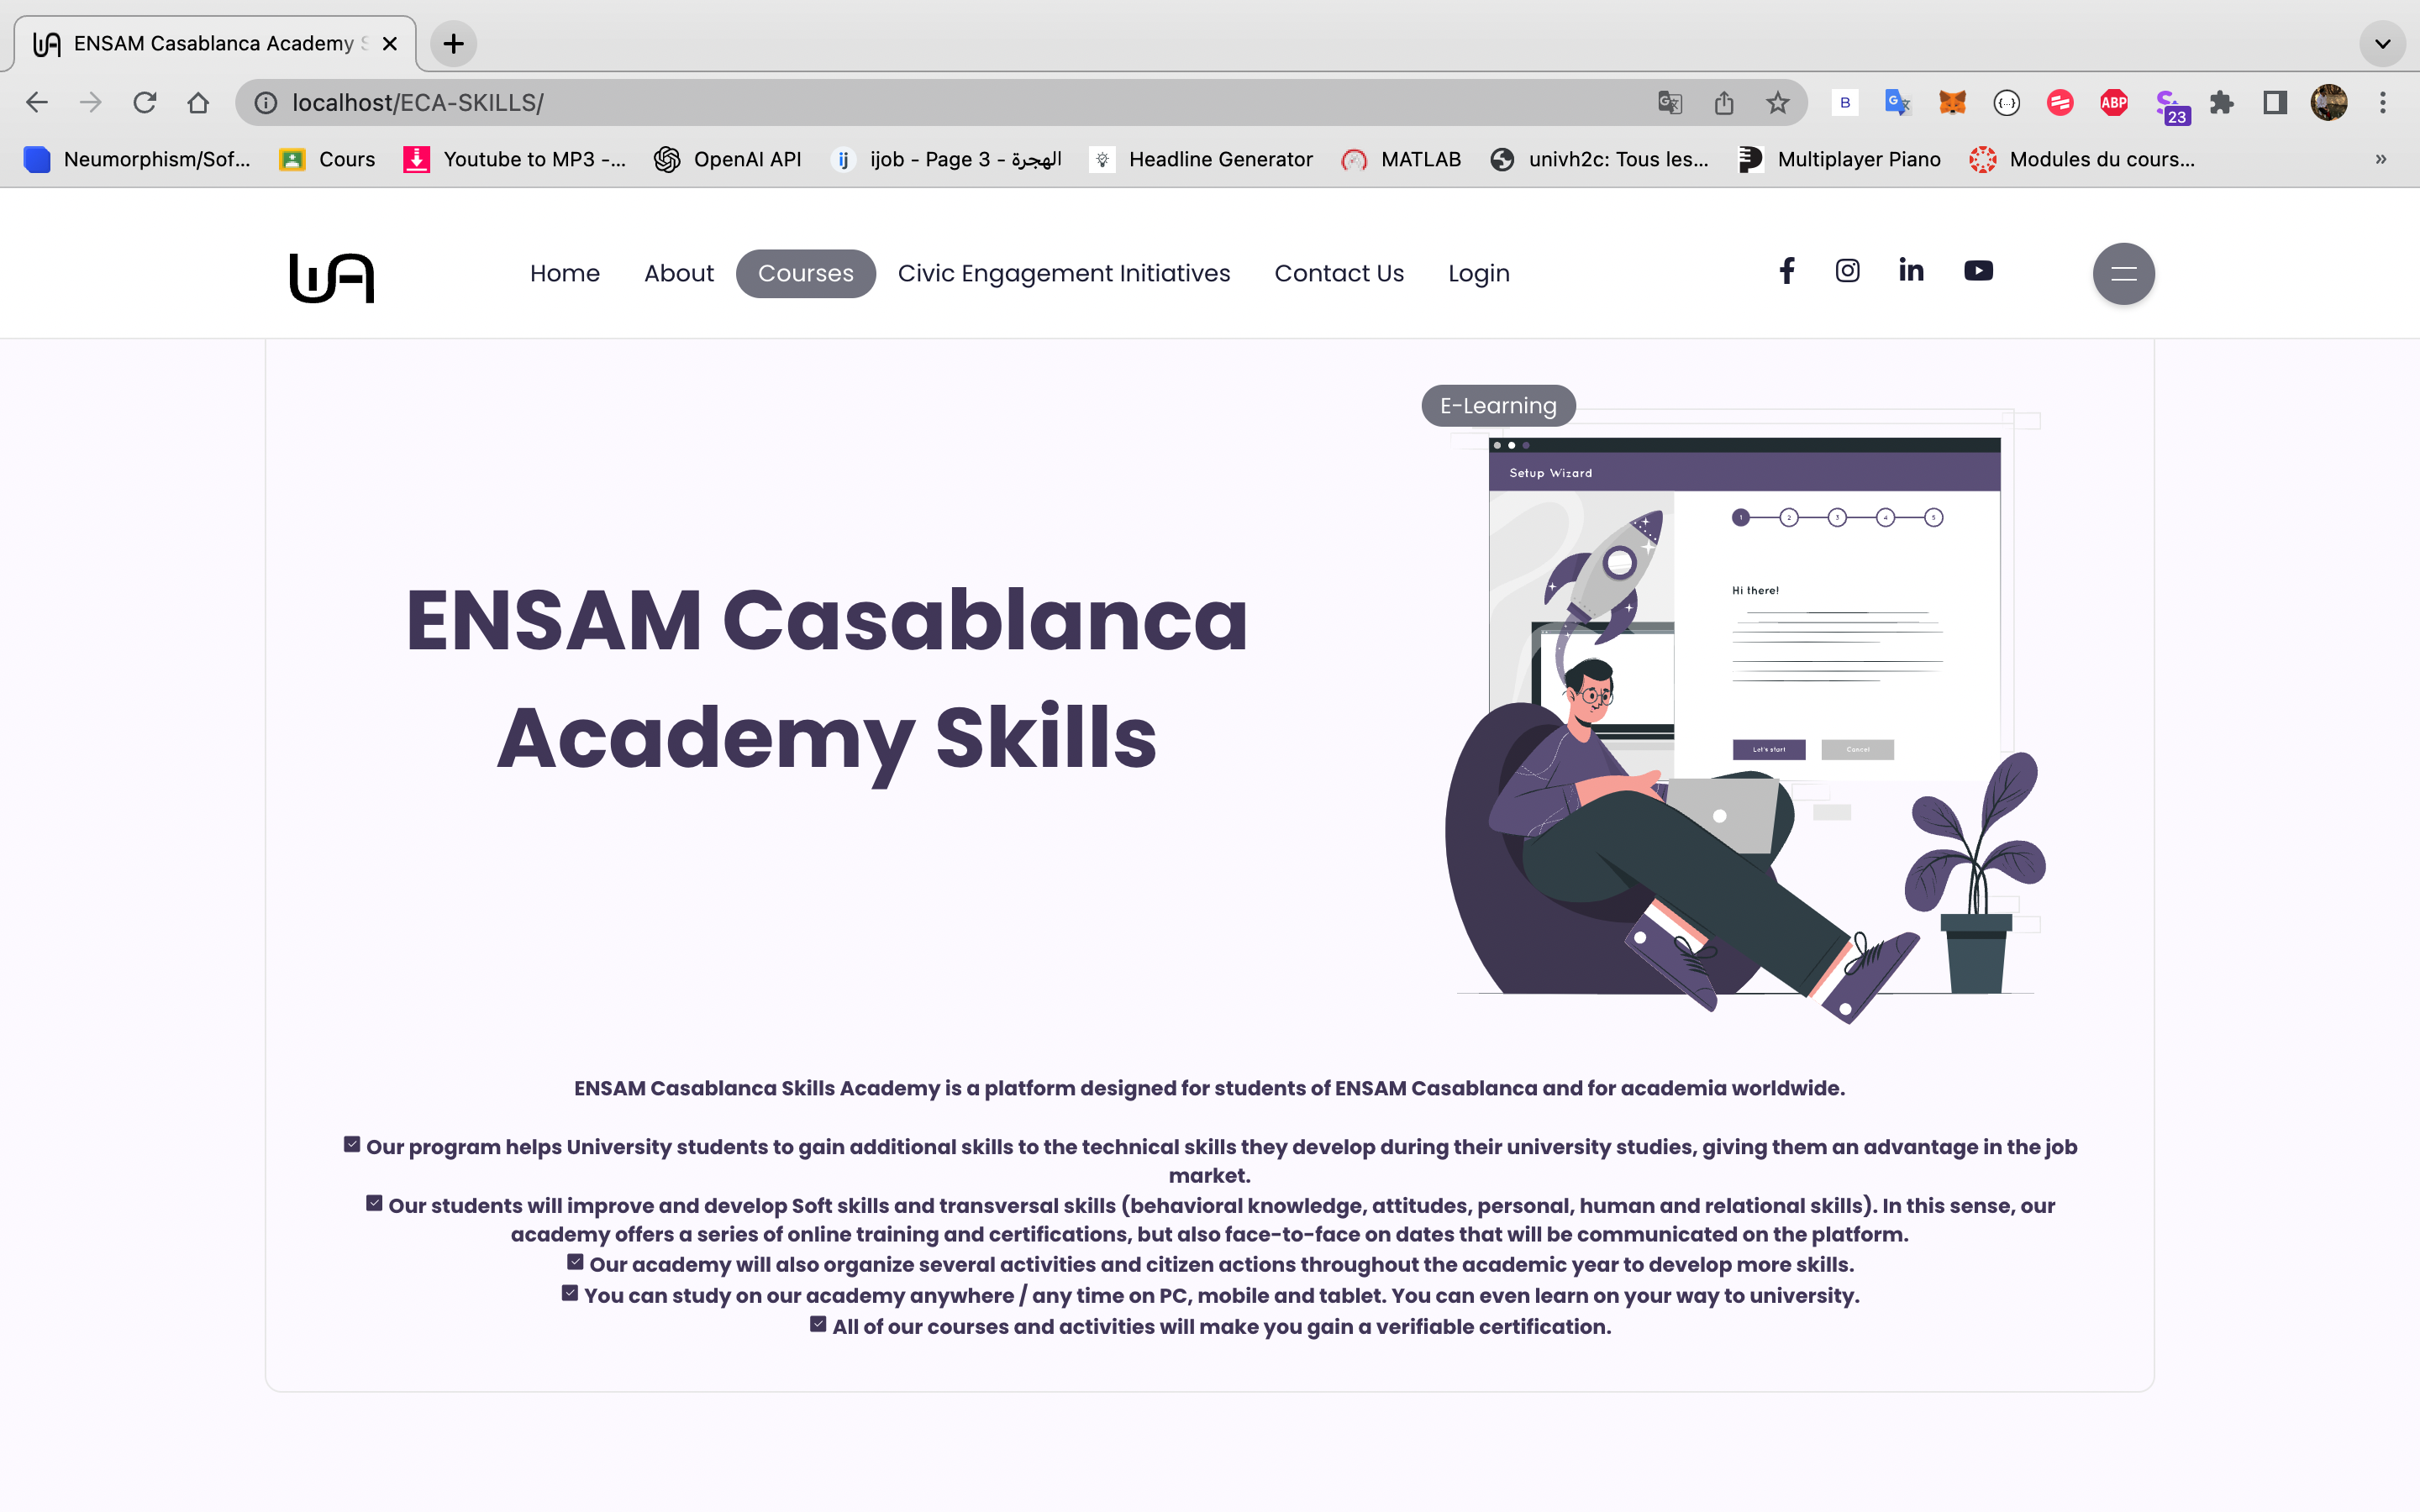 ENSAM Casablanca Academy S
localhost/ECA-SKILLS/
B
ABP
23
Neumorphism/Sof...
Cours
Youtube to MP3 -...
OpenAI API
ijob - Page 3 - الهجرة
Headline Generator
MATLAB
univh2c: Tous les...
Multiplayer Piano
Modules du cours...
Home
About
Courses
Civic Engagement Initiatives
Contact Us
Login
E-Learning
Setup Wizard
1
2
3
4
5
Hi there!
Let's start
Cancel
ENSAM Casablanca
Academy Skills
ENSAM Casablanca Skills Academy is a platform designed for students of ENSAM Casablanca and for academia worldwide.
Our program helps University students to gain additional skills to the technical skills they develop during their university studies, giving them an advantage in the job
market.
Our students will improve and develop Soft skills and transversal skills (behavioral knowledge, attitudes, personal, human and relational skills). In this sense, our
academy offers a series of online training and certifications, but also face-to-face on dates that will be communicated on the platform.
Our academy will also organize several activities and citizen actions throughout the academic year to develop more skills.
You can study on our academy anywhere / any time on PC, mobile and tablet. You can even learn on your way to university.
All of our courses and activities will make you gain a verifiable certification.